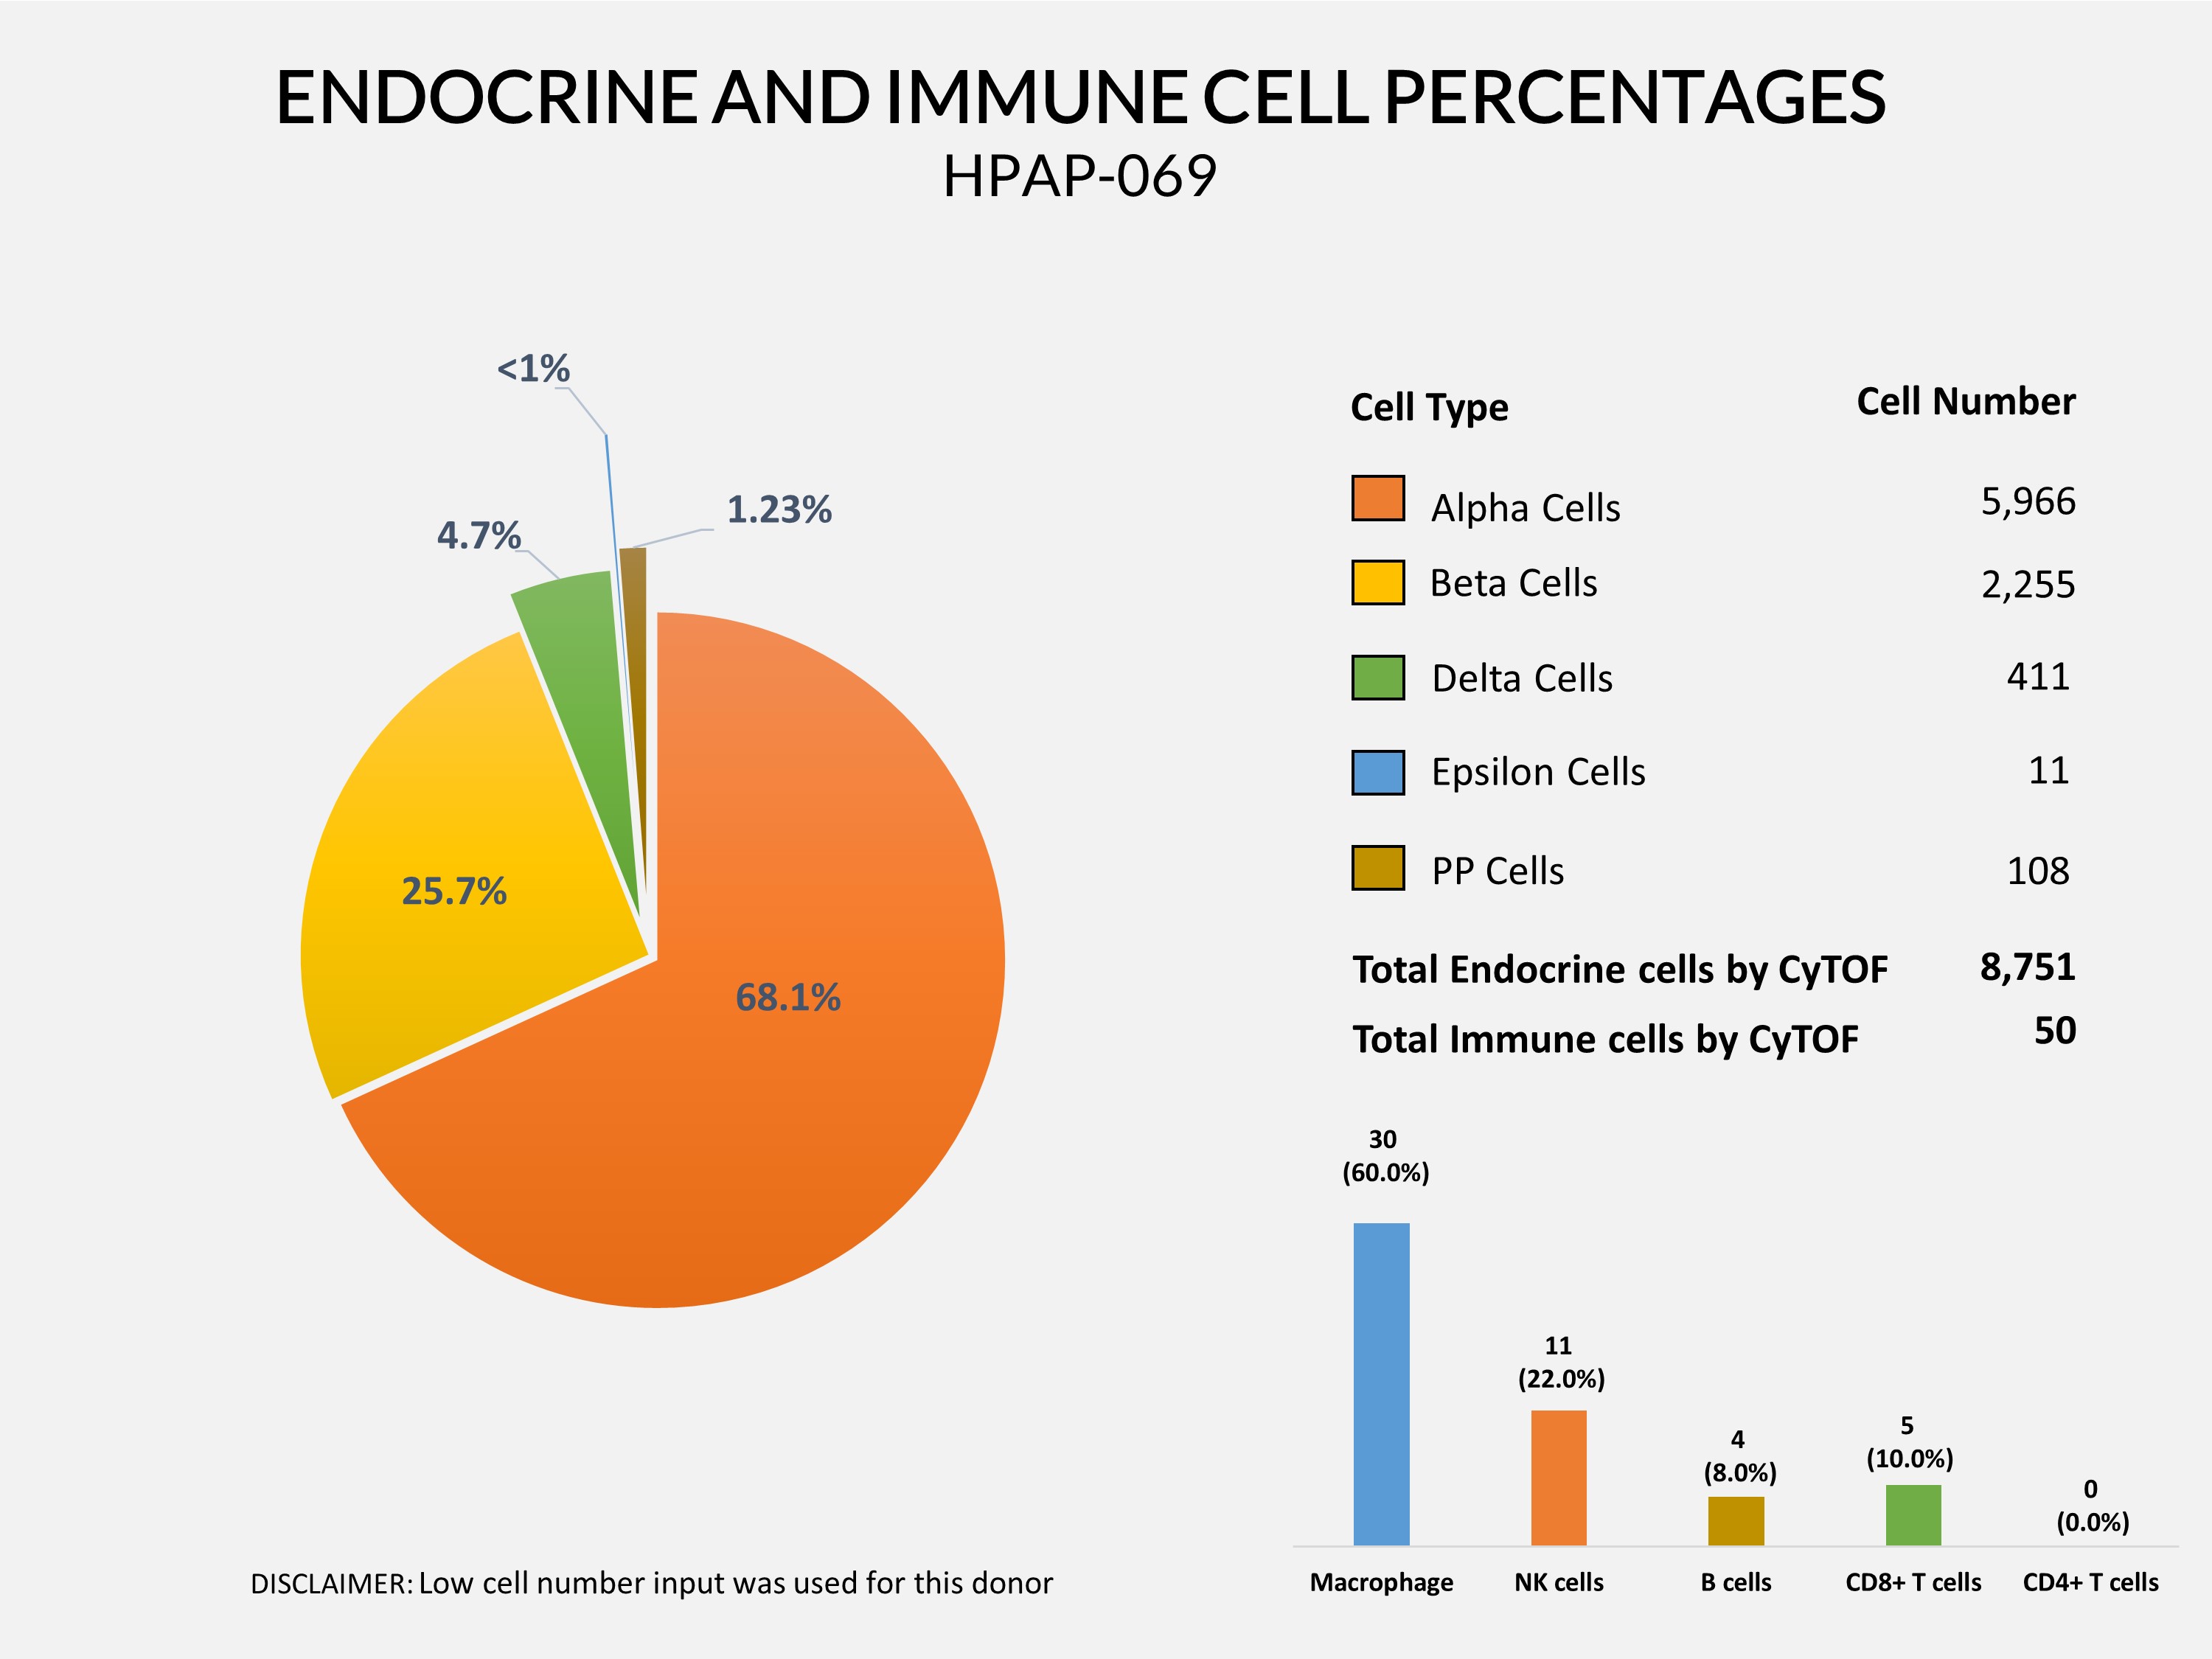 ENDOCRINE AND IMMUNE CELL PERCENTAGES
HPAP-069
<1%
1.23%
4.7%
25.7%
68.1%
Cell Type Cell Number
Alpha Cells 5,966
Beta Cells 2,255
Delta Cells 411
Epsilon Cells 11
PP Cells 108
Total Endocrine cells by CyTOF 8,751
Total Immune cells by CyTOF 50
30
(60.0%)
11
(22.0%)
4
(8.0%)
5
(10.0%)
0
(0.0%)
Macrophage NK cells B cells CD8+ T cells CD4+ T cells
DISCLAIMER: Low cell number input was used for this donor